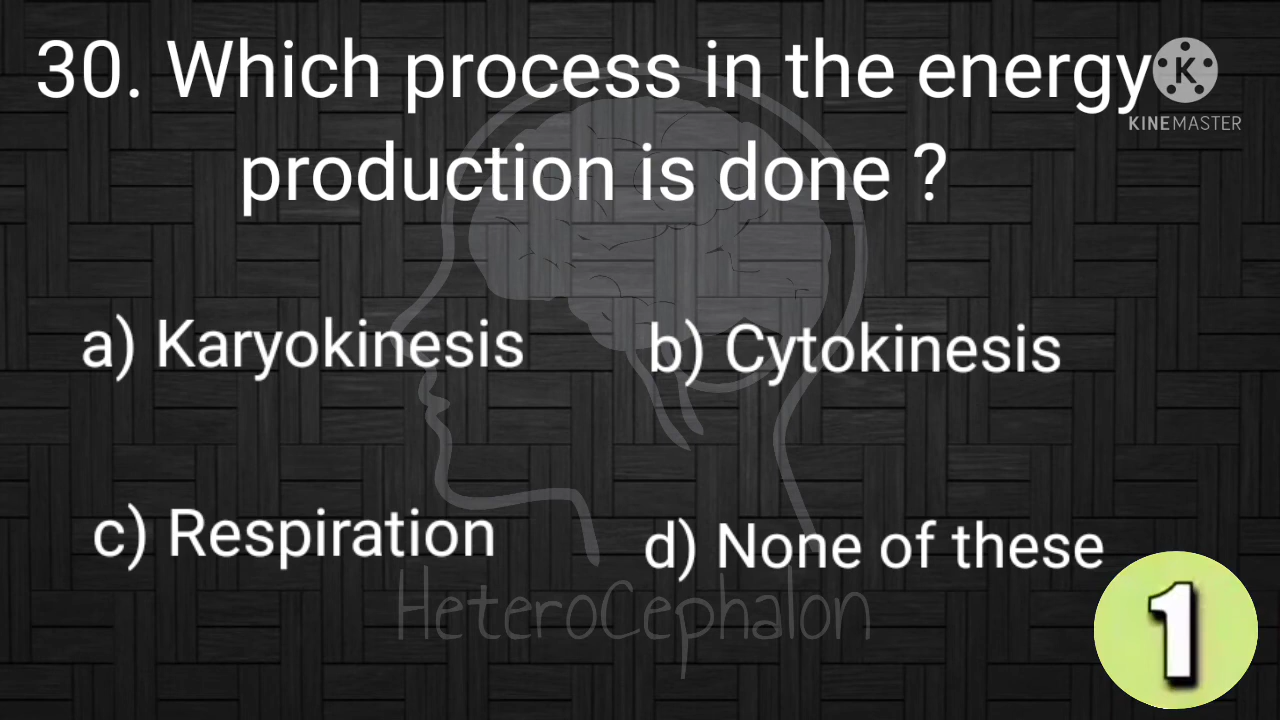 30. Which process in the energy
production is done ?
KINEMASTER
a) Karyokinesis
b) Cytokinesis
c) Respiration
d) None of these
HeteroCephalon
1